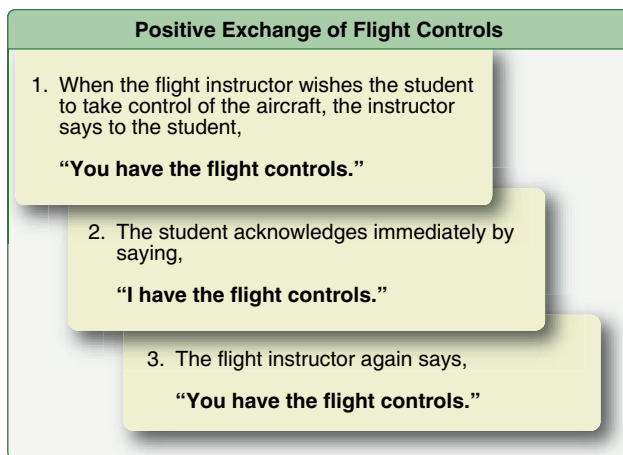 Positive Exchange of Flight Controls
1. When the flight instructor wishes the student
to take control of the aircraft, the instructor
says to the student,
“You have the flight controls.”
2. The student acknowledges immediately by
saying,
“I have the flight controls.”
3. The flight instructor again says,
“You have the flight controls.”